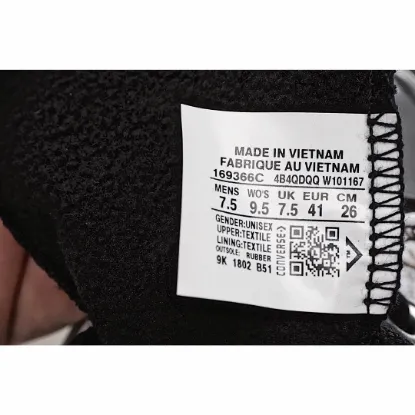 MADE IN VIETNAM
FABRIQUE AU VIETNAM
169366C 4B4QDQQ W101167
MENS WO'S UK EUR CM
7.5 9.5 7.5 41 26
GENDER:UNISEX
UPPER:TEXTILE
LINING:TEXTILE
OUTSOLE: RUBBER
9K 1802 B51
CONVERSE